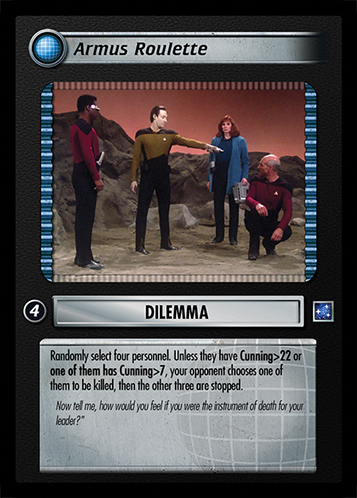 Armus Roulette
4
DILEMMA
Randomly select four personnel. Unless they have Cunning>22 or
one of them has Cunning>7, your opponent chooses one of
them to be killed, then the other three are stopped.
Now tell me, how would you feel if you were the instrument of death for your
leader?"